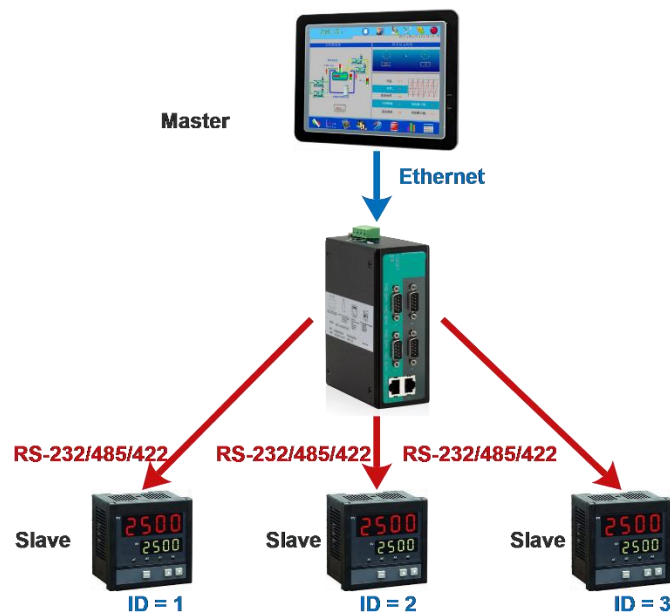 Master
Ethernet
RS-232/485/422 RS-232/485/422 RS-232/485/422
2500 2500 2500
2500 2500 2500
Slave Slave Slave
ID = 1 ID = 2 ID = 3